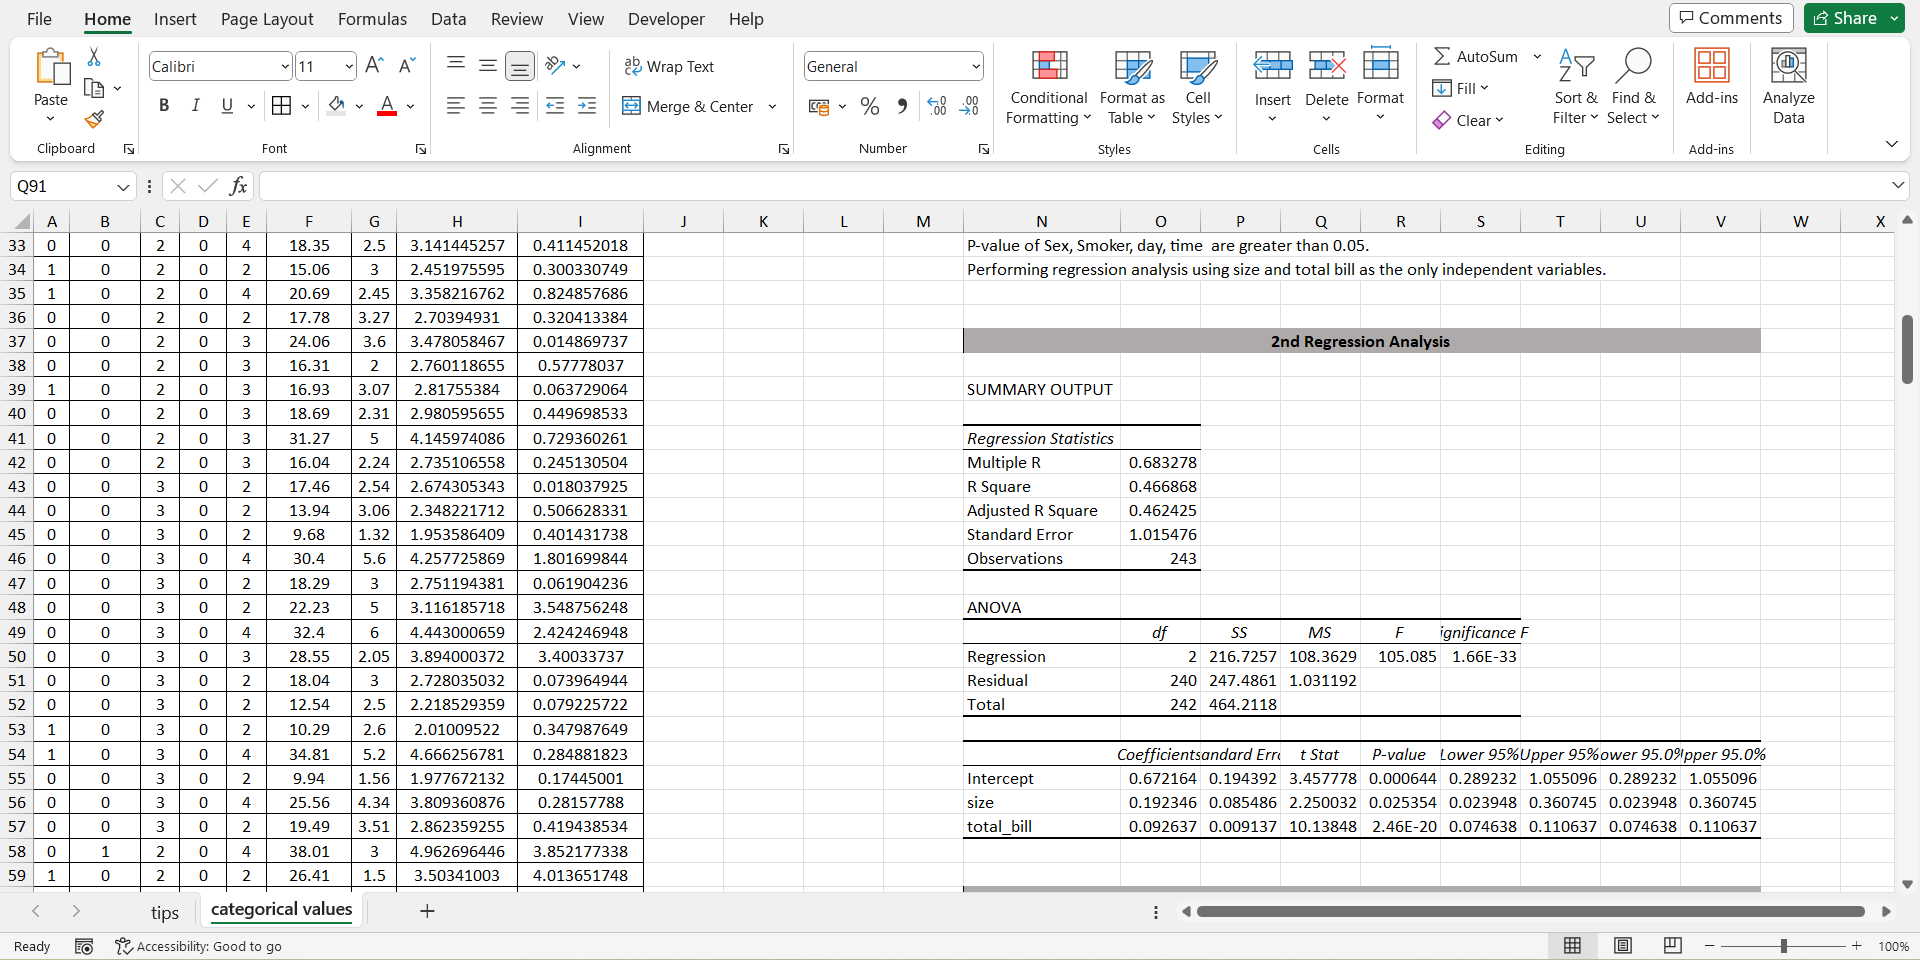 File Home Insert Page Layout Formulas Data Review View Developer Help Comments Share
Paste Calibri 11 Wrap Text General Conditional Formatting Format as Table Cell Styles Insert Delete Format AutoSum Fill Clear Sort & Filter Find & Select Add-ins Analyze Data
B I U Merge & Center
Clipboard Font Alignment Number Styles Cells Editing Add-ins
Q91 fx
A B C D E F G H I J K L M N O P Q R S T U V W X
33 0 0 2 0 4 18.35 2.5 3.141445257 0.411452018 P-value of Sex, Smoker, day, time are greater than 0.05.
34 1 0 2 0 2 15.06 3 2.451975595 0.300330749 Performing regression analysis using size and total bill as the only independent variables.
35 1 0 2 0 4 20.69 2.45 3.358216762 0.824857686
36 0 0 2 0 2 17.78 3.27 2.70394931 0.320413384
37 0 0 2 0 3 24.06 3.6 3.478058467 0.014869737 2nd Regression Analysis
38 0 0 2 0 3 16.31 2 2.760118655 0.57778037
39 1 0 2 0 3 16.93 3.07 2.81755384 0.063729064 SUMMARY OUTPUT
40 0 0 2 0 3 18.69 2.31 2.980595655 0.449698533
41 0 0 2 0 3 31.27 5 4.145974086 0.729360261 Regression Statistics
42 0 0 2 0 3 16.04 2.24 2.735106558 0.245130504 Multiple R 0.683278
43 0 0 3 0 2 17.46 2.54 2.674305343 0.018037925 R Square 0.466868
44 0 0 3 0 2 13.94 3.06 2.348221712 0.506628331 Adjusted R Square 0.462425
45 0 0 3 0 2 9.68 1.32 1.953586409 0.401431738 Standard Error 1.015476
46 0 0 3 0 4 30.4 5.6 4.257725869 1.801699844 Observations 243
47 0 0 3 0 2 18.29 3 2.751194381 0.061904236
48 0 0 3 0 2 22.23 5 3.116185718 3.548756248 ANOVA
49 0 0 3 0 4 32.4 6 4.443000659 2.424246948 df SS MS F ignificance F
50 0 0 3 0 3 28.55 2.05 3.894000372 3.40033737 Regression 2 216.7257 108.3629 105.085 1.66E-33
51 0 0 3 0 2 18.04 3 2.728035032 0.073964944 Residual 240 247.4861 1.031192
52 0 0 3 0 2 12.54 2.5 2.218529359 0.079225722 Total 242 464.2118
53 1 0 3 0 2 10.29 2.6 2.01009522 0.347987649
54 1 0 3 0 4 34.81 5.2 4.666256781 0.284881823 Coefficients andard Erro t Stat P-value Lower 95% Upper 95% ower 95.0% pper 95.0%
55 0 0 3 0 2 9.94 1.56 1.977672132 0.17445001 Intercept 0.672164 0.194392 3.457778 0.000644 0.289232 1.055096 0.289232 1.055096
56 0 0 3 0 4 25.56 4.34 3.809360876 0.28157788 size 0.192346 0.085486 2.250032 0.025354 0.023948 0.360745 0.023948 0.360745
57 0 0 3 0 2 19.49 3.51 2.862359255 0.419438534 total_bill 0.092637 0.009137 10.13848 2.46E-20 0.074638 0.110637 0.074638 0.110637
58 0 1 2 0 4 38.01 3 4.962696446 3.852177338
59 1 0 2 0 2 26.41 1.5 3.50341003 4.013651748
tips categorical values
Ready Accessibility: Good to go 100%